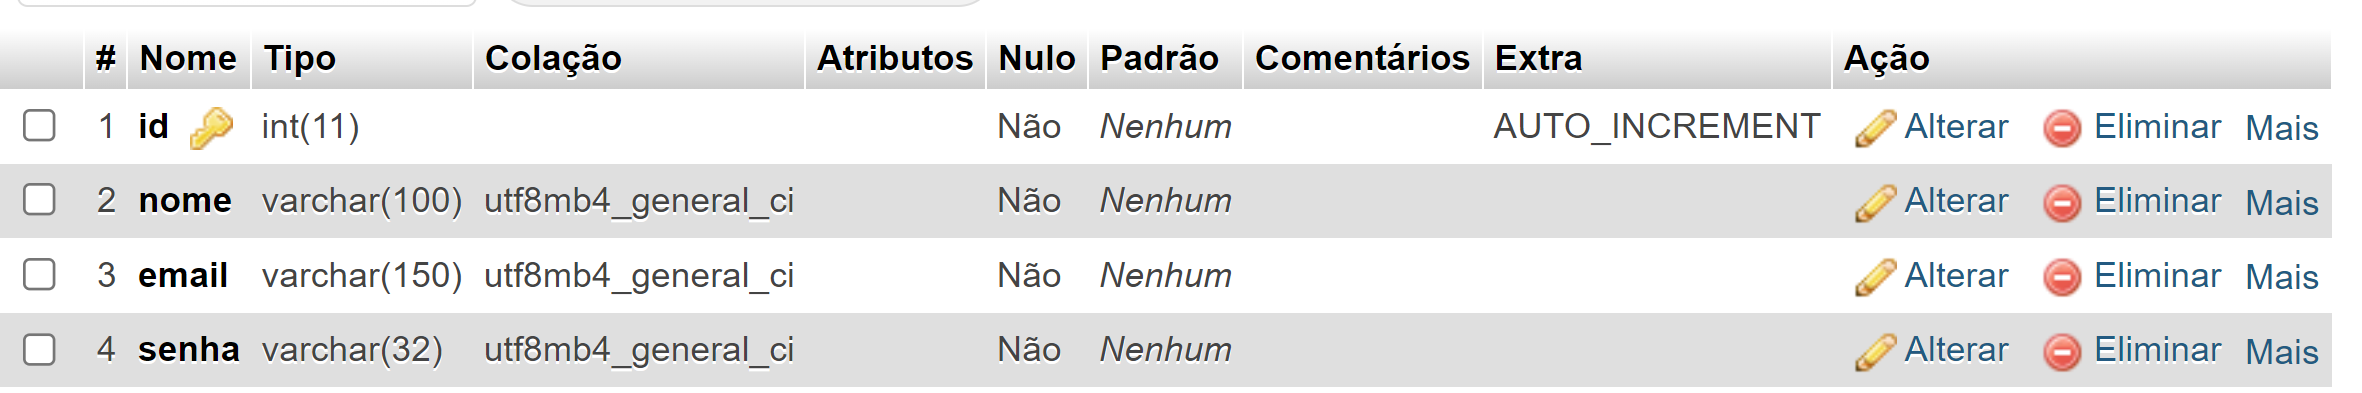 # Nome Tipo Colação Atributos Nulo Padrão Comentários Extra Ação
1 id int(11) Não Nenhum AUTO_INCREMENT Alterar Eliminar Mais
2 nome varchar(100) utf8mb4_general_ci Não Nenhum Alterar Eliminar Mais
3 email varchar(150) utf8mb4_general_ci Não Nenhum Alterar Eliminar Mais
4 senha varchar(32) utf8mb4_general_ci Não Nenhum Alterar Eliminar Mais